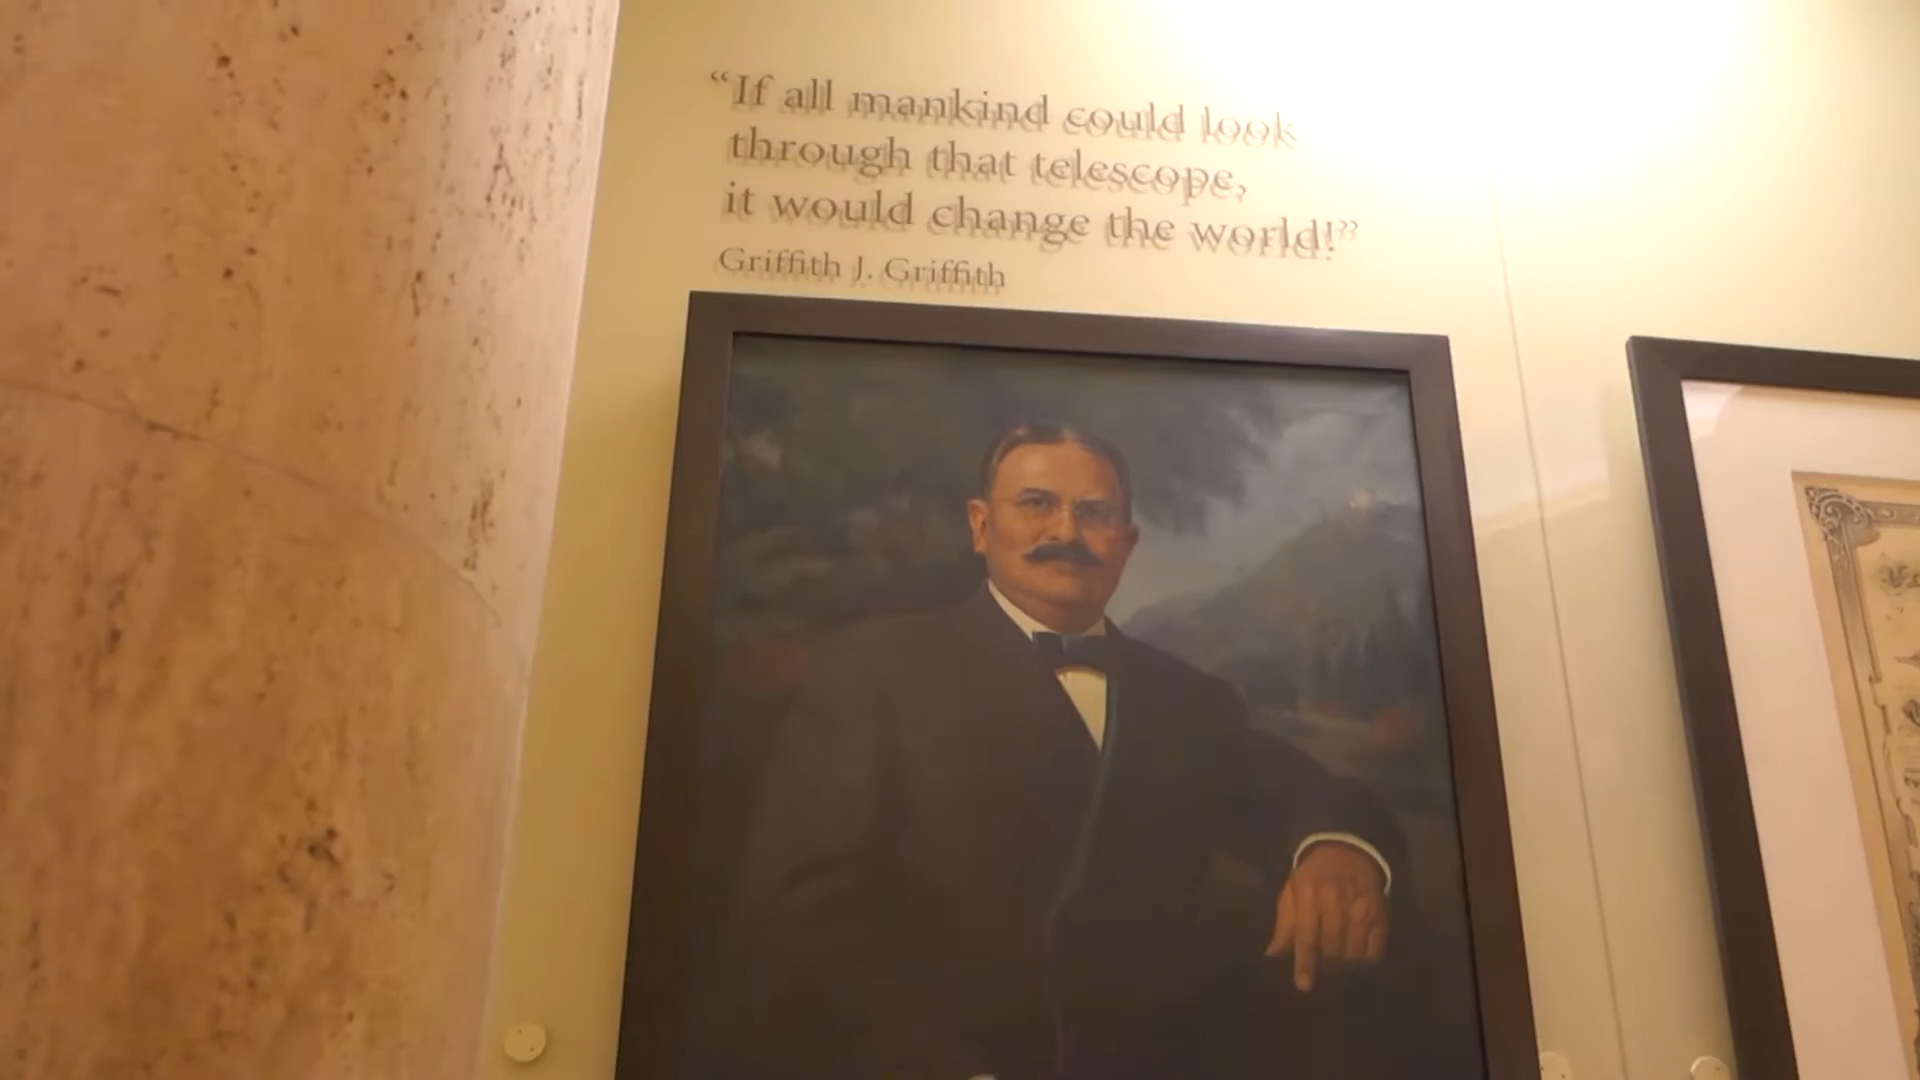 “If all mankind could look
through that telescope,
it would change the world!”
Griffith J. Griffith